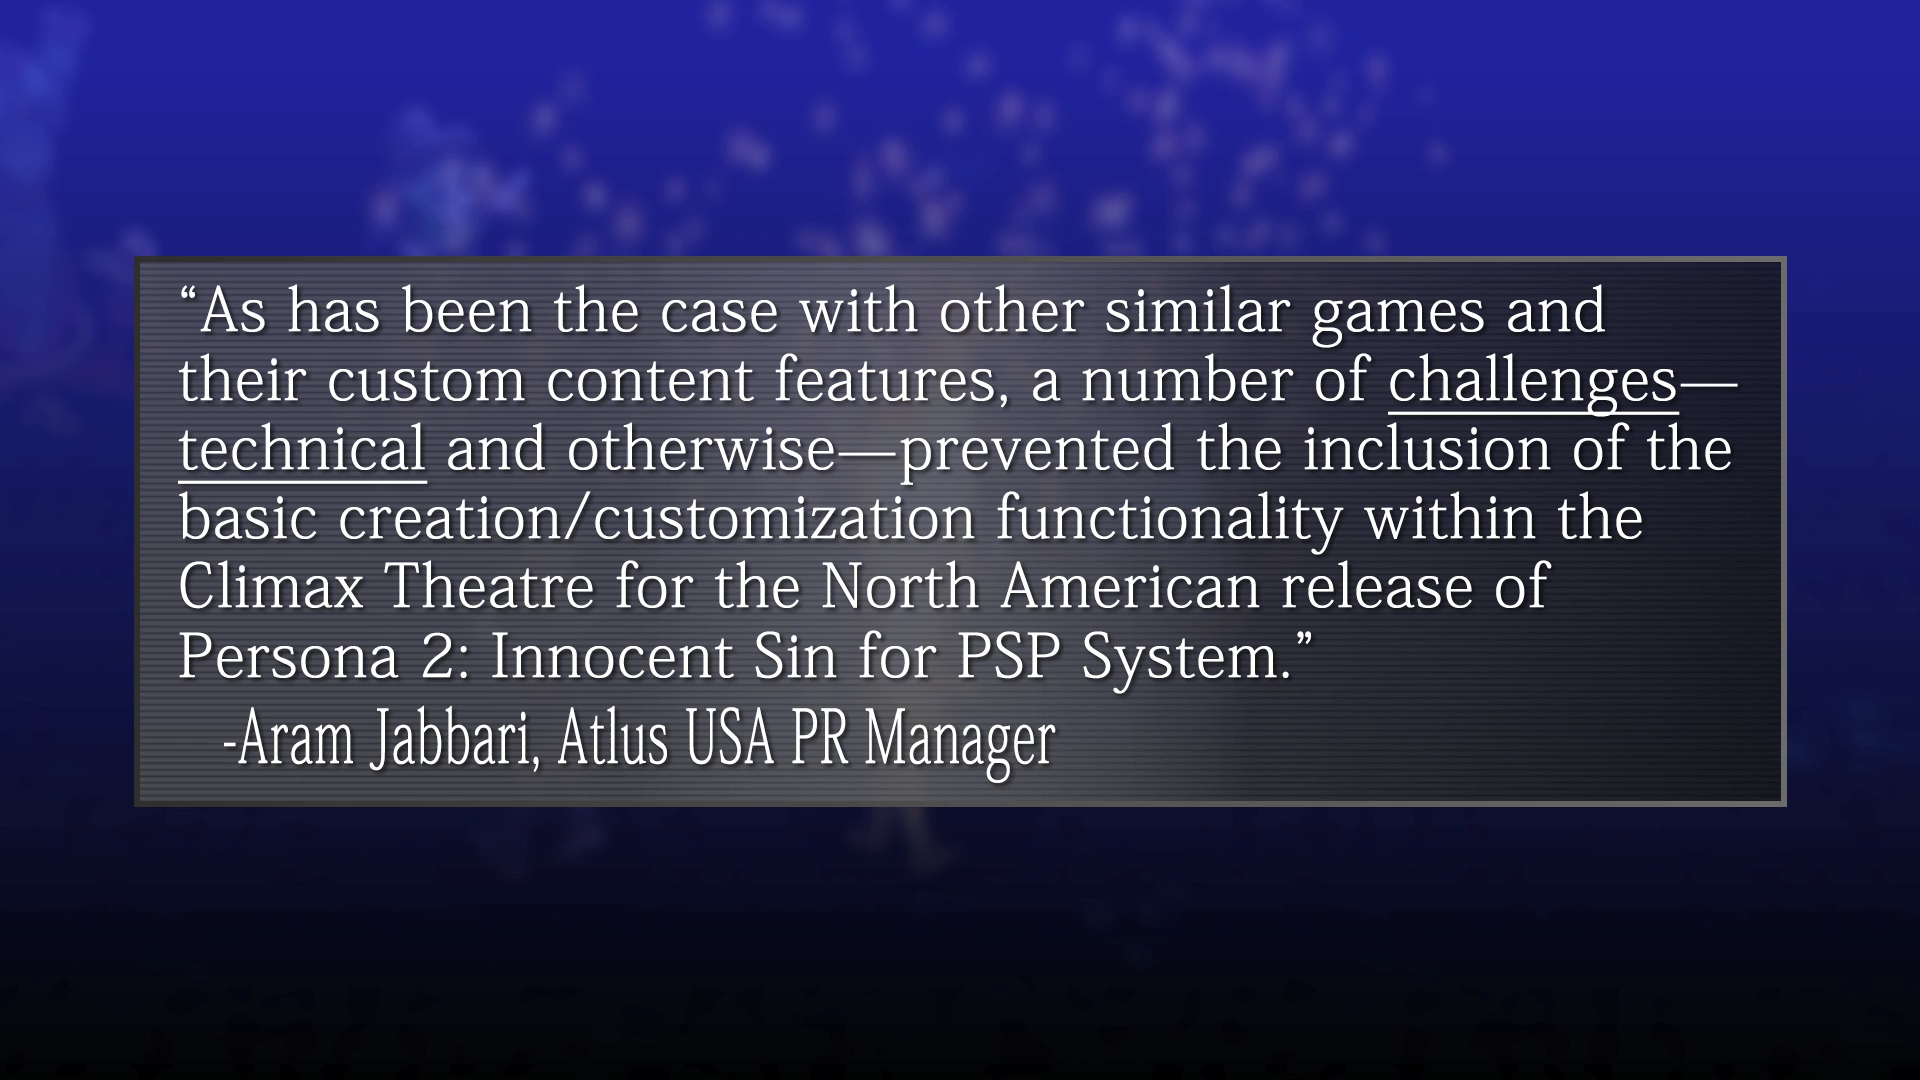 “As has been the case with other similar games and
their custom content features, a number of challenges—
technical and otherwise—prevented the inclusion of the
basic creation/customization functionality within the
Climax Theatre for the North American release of
Persona 2: Innocent Sin for PSP System.”
-Aram Jabbari, Atlus USA PR Manager